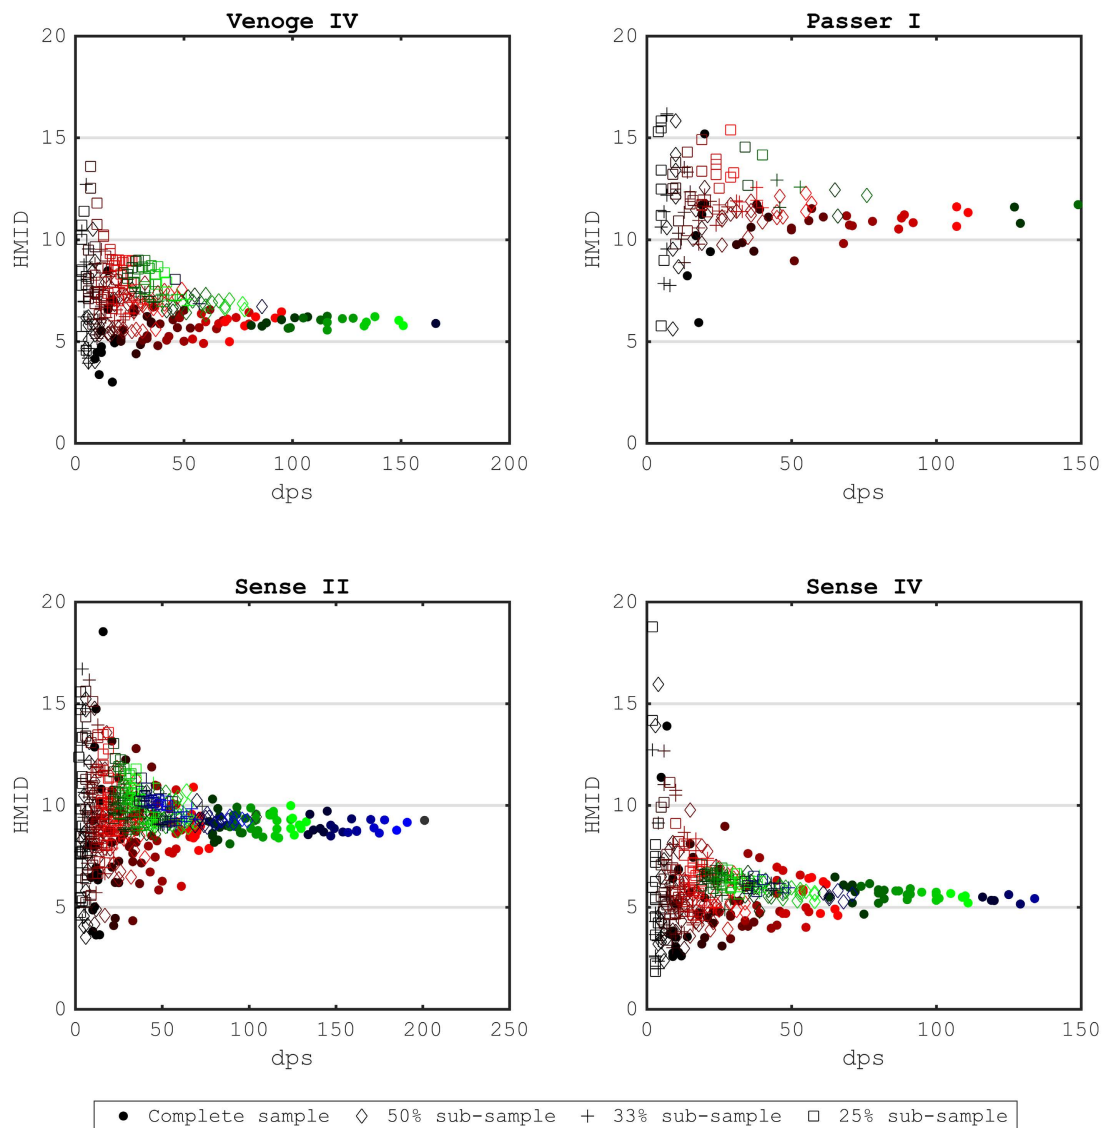 Venoge IV
20
15
10
5
0
HMID
0 50 100 150 200
dps
Passer I
20
15
10
5
0
HMID
0 50 100 150
dps
Sense II
20
15
10
5
0
HMID
0 50 100 150 200 250
dps
Sense IV
20
15
10
5
0
HMID
0 50 100 150
dps
Complete sample 50% sub-sample 33% sub-sample 25% sub-sample